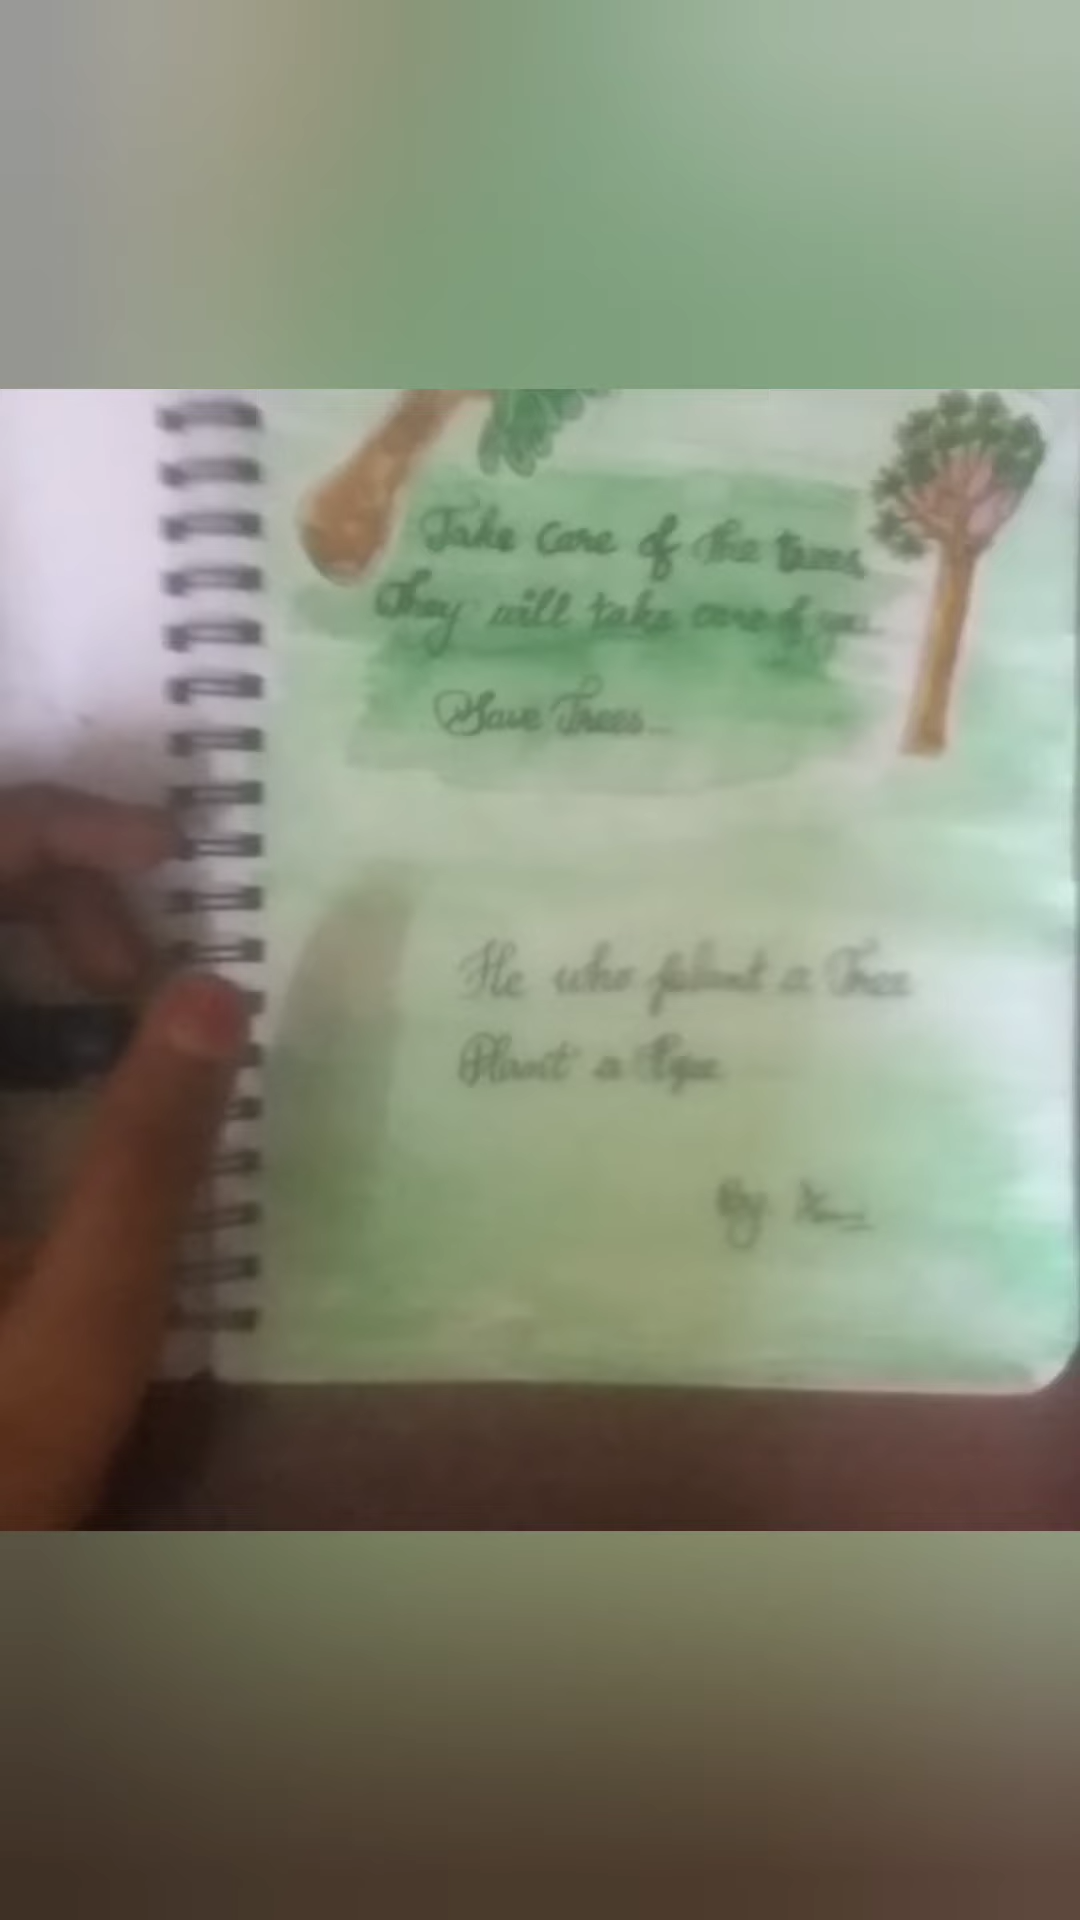 Take care of the trees
They will take care of you
Save Trees...
He who plant a Tree
Plant a Hope
By